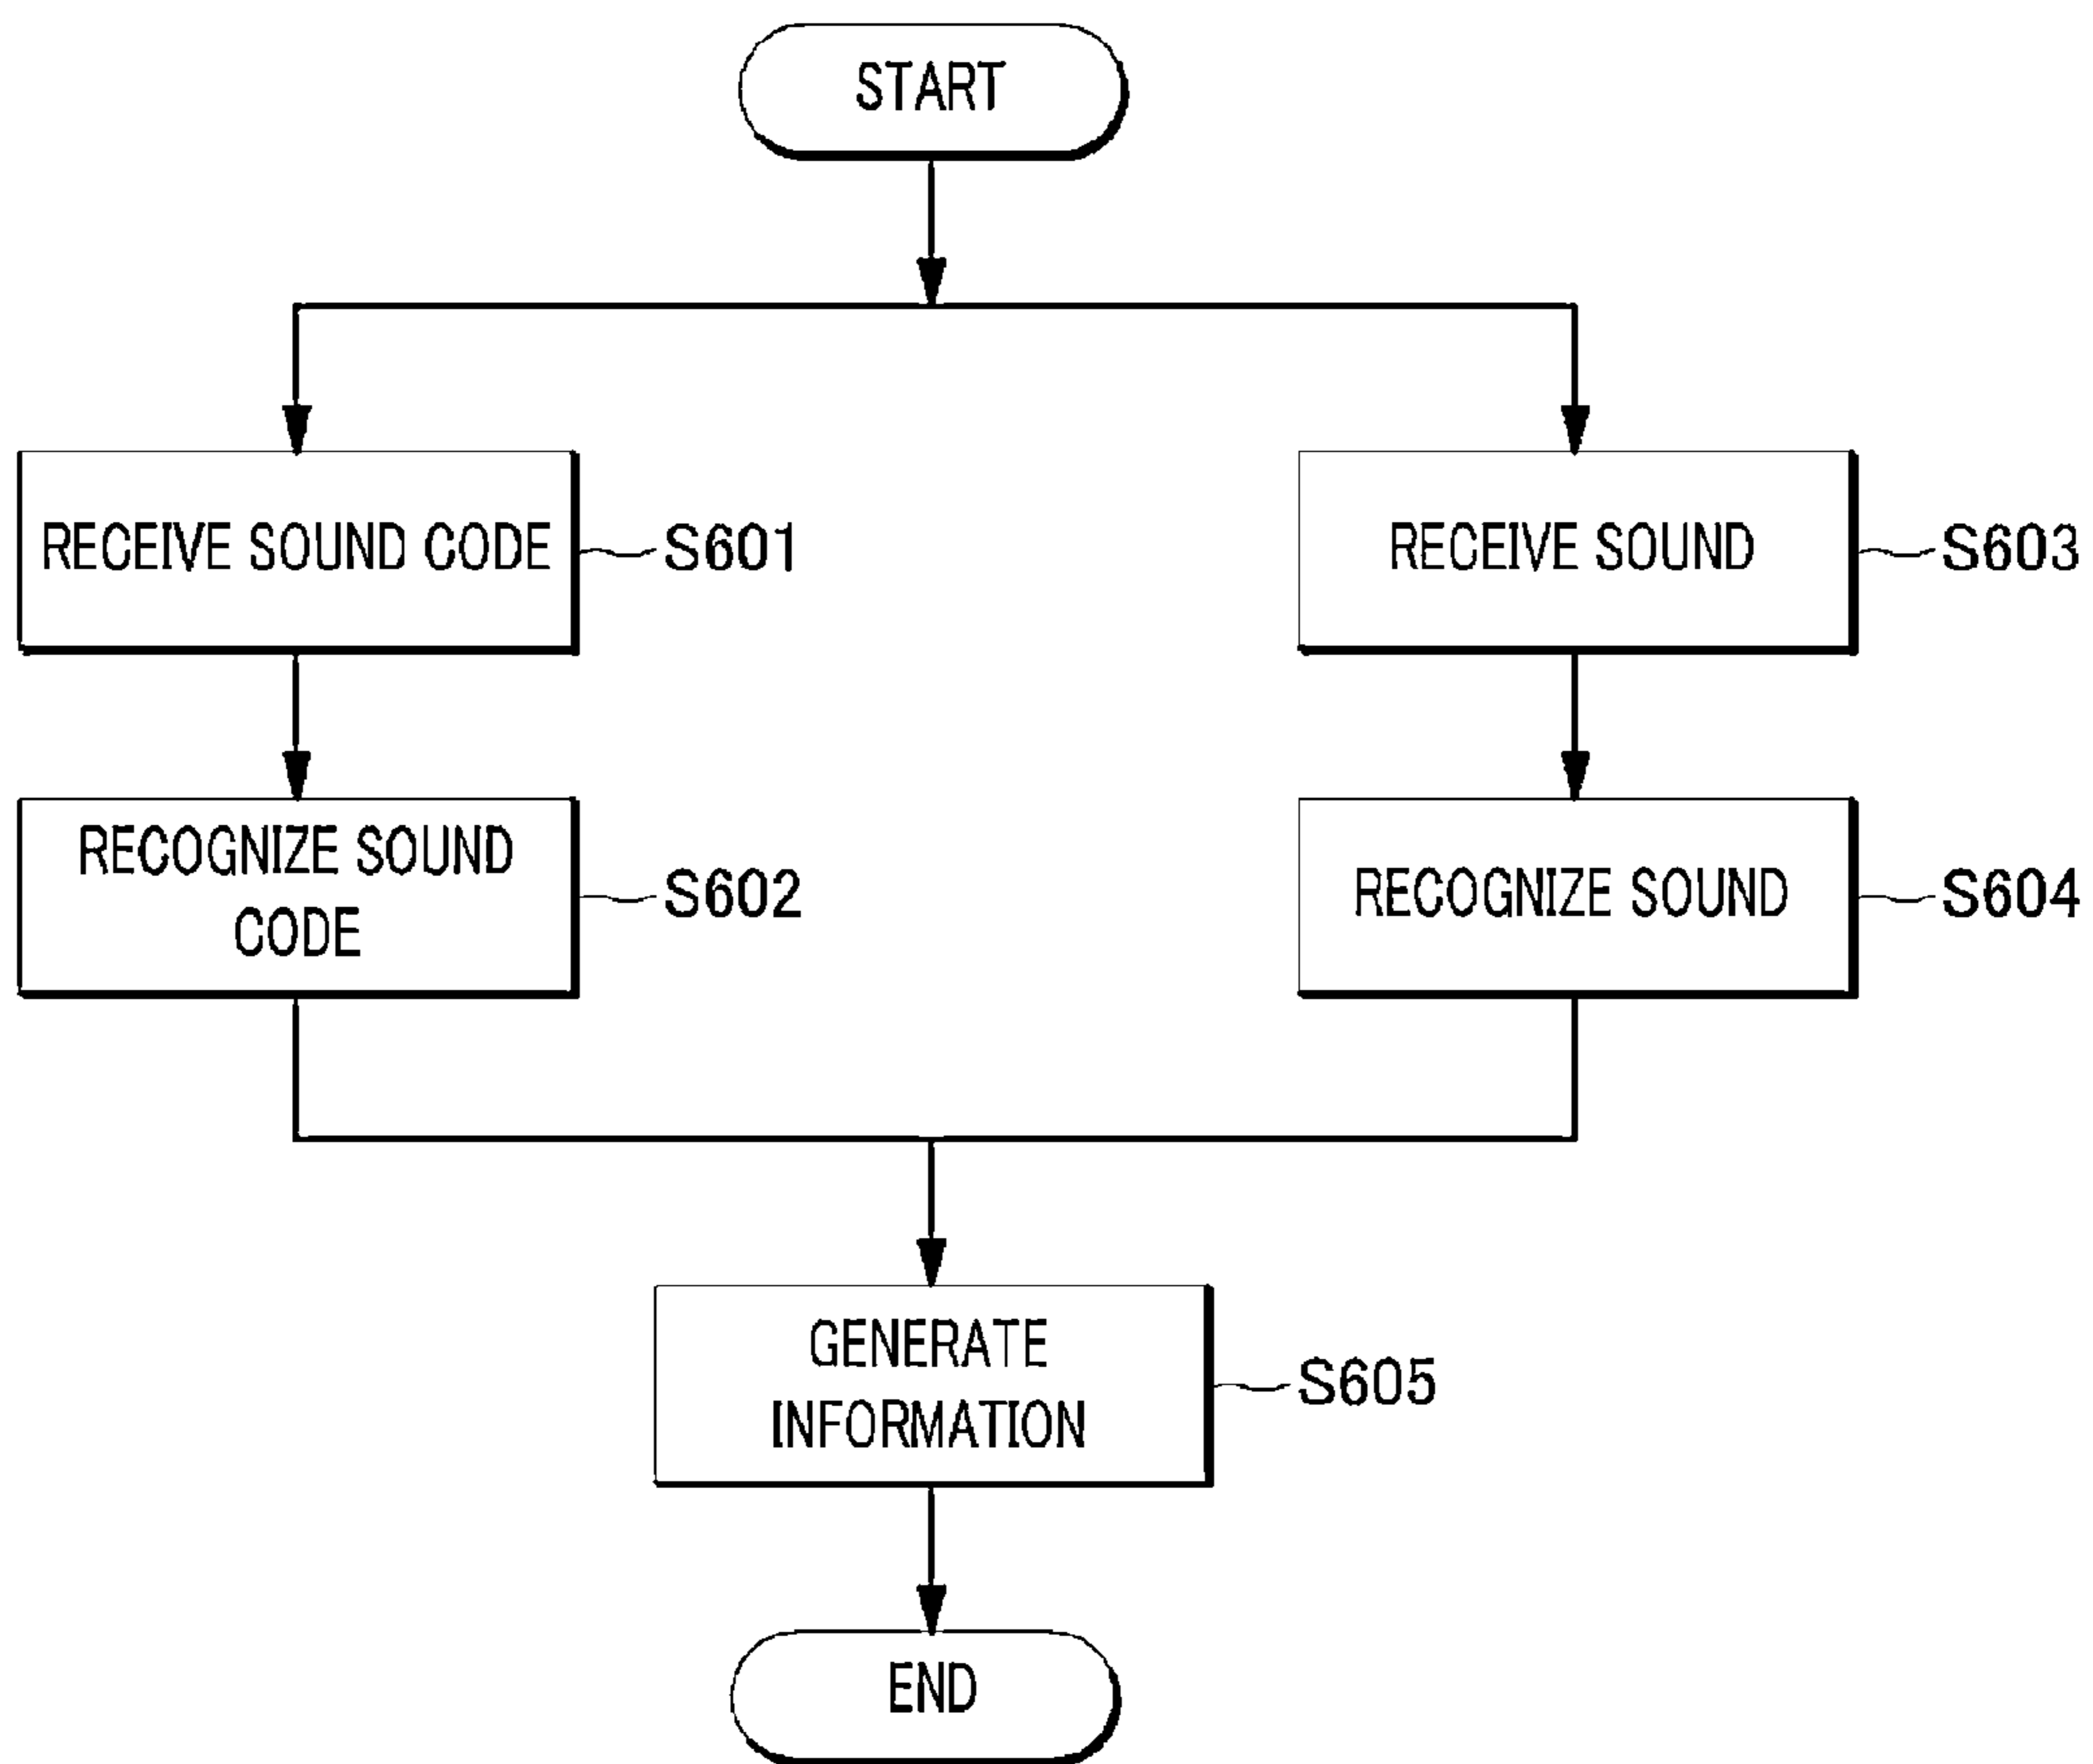 START
RECEIVE SOUND CODE
S601
RECEIVE SOUND
S603
RECOGNIZE SOUND
CODE
S602
RECOGNIZE SOUND
S604
GENERATE
INFORMATION
S605
END